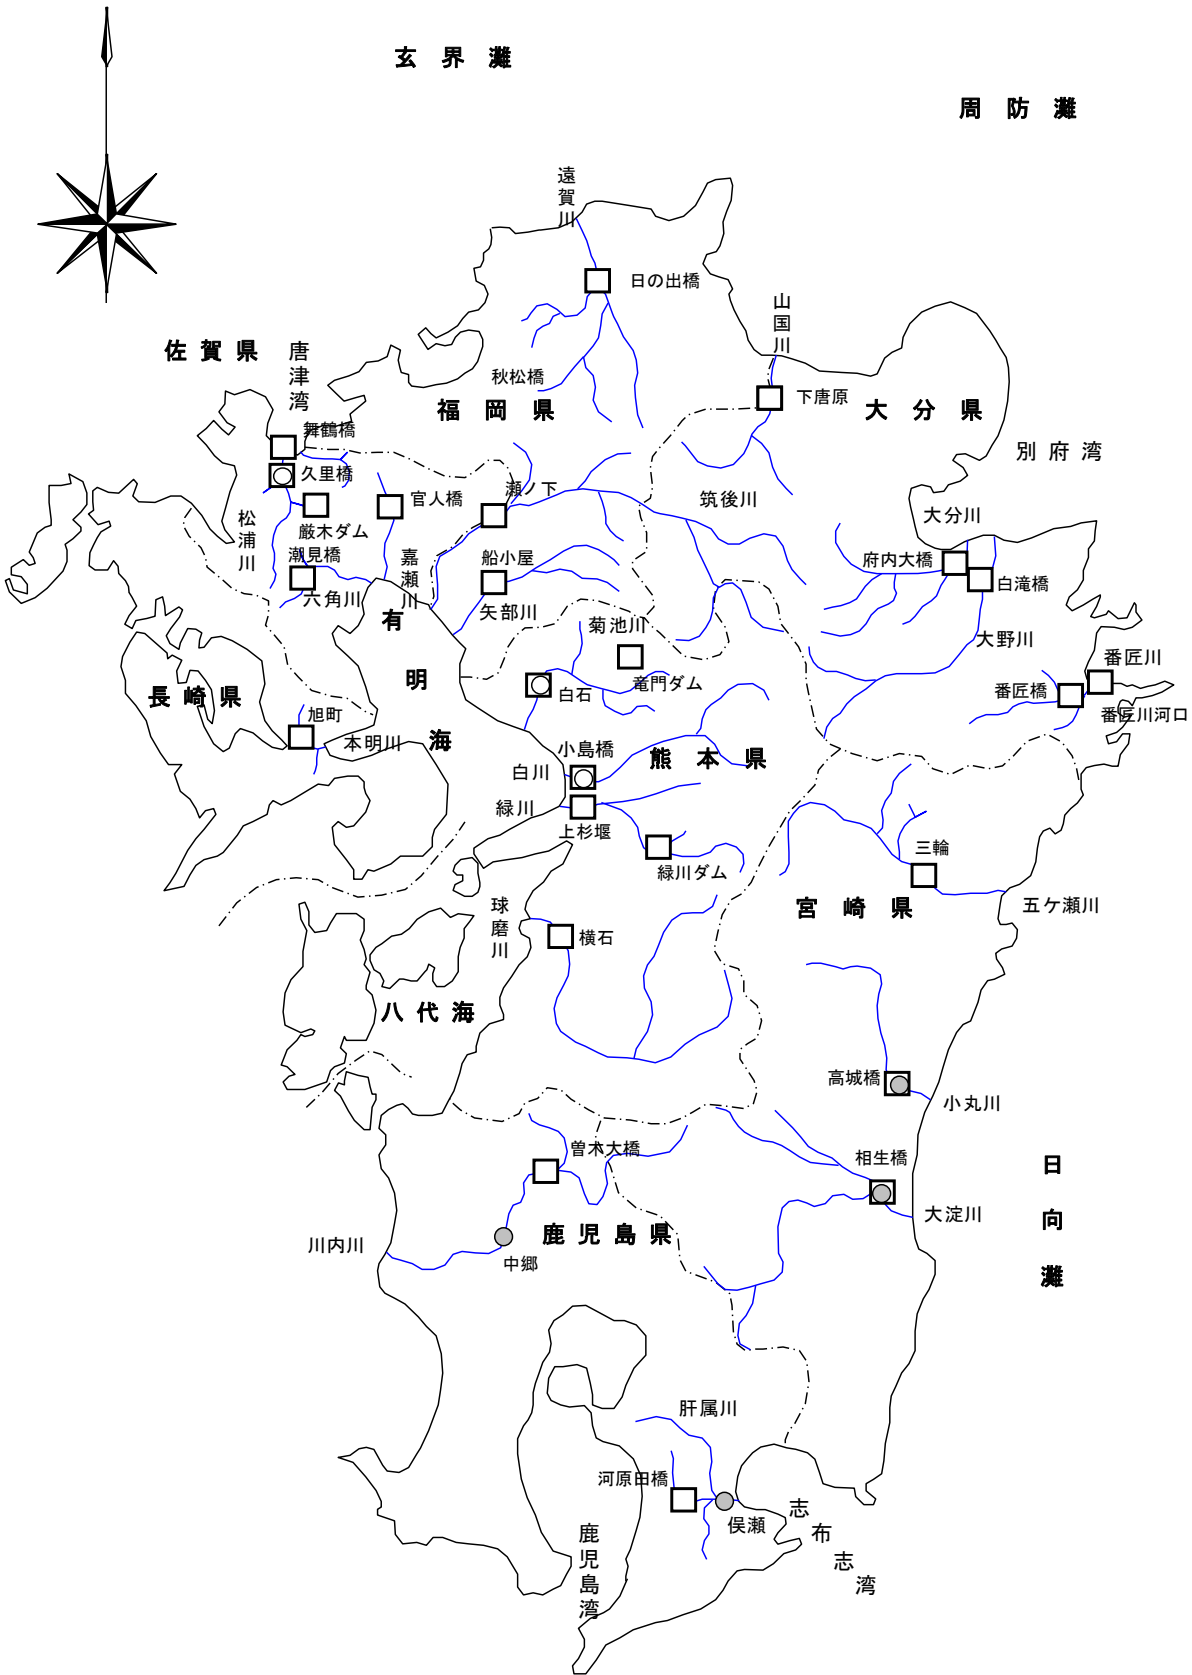 玄界灘
周防灘
遠賀川
日の出橋
山国川
佐賀県
唐津湾
秋松橋
下唐原
福岡県
大分県
舞鶴橋
別府湾
久里橋
瀬ノ下
官人橋
筑後川
厳木ダム
松浦川
大分川
潮見橋
嘉瀬川
船小屋
府内大橋
白滝橋
六角川
有明海
矢部川
菊池川
大野川
番匠川
長崎県
白石
竜門ダム
番匠橋
旭町
番匠川河口
本明川
小島橋
熊本県
白川
緑川
上杉堰
緑川ダム
三輪
宮崎県
五ケ瀬川
球磨川
横石
八代海
高城橋
小丸川
曽木大橋
相生橋
日向灘
大淀川
川内川
鹿児島県
中郷
肝属川
河原田橋
俣瀬
志布志湾
鹿児島湾